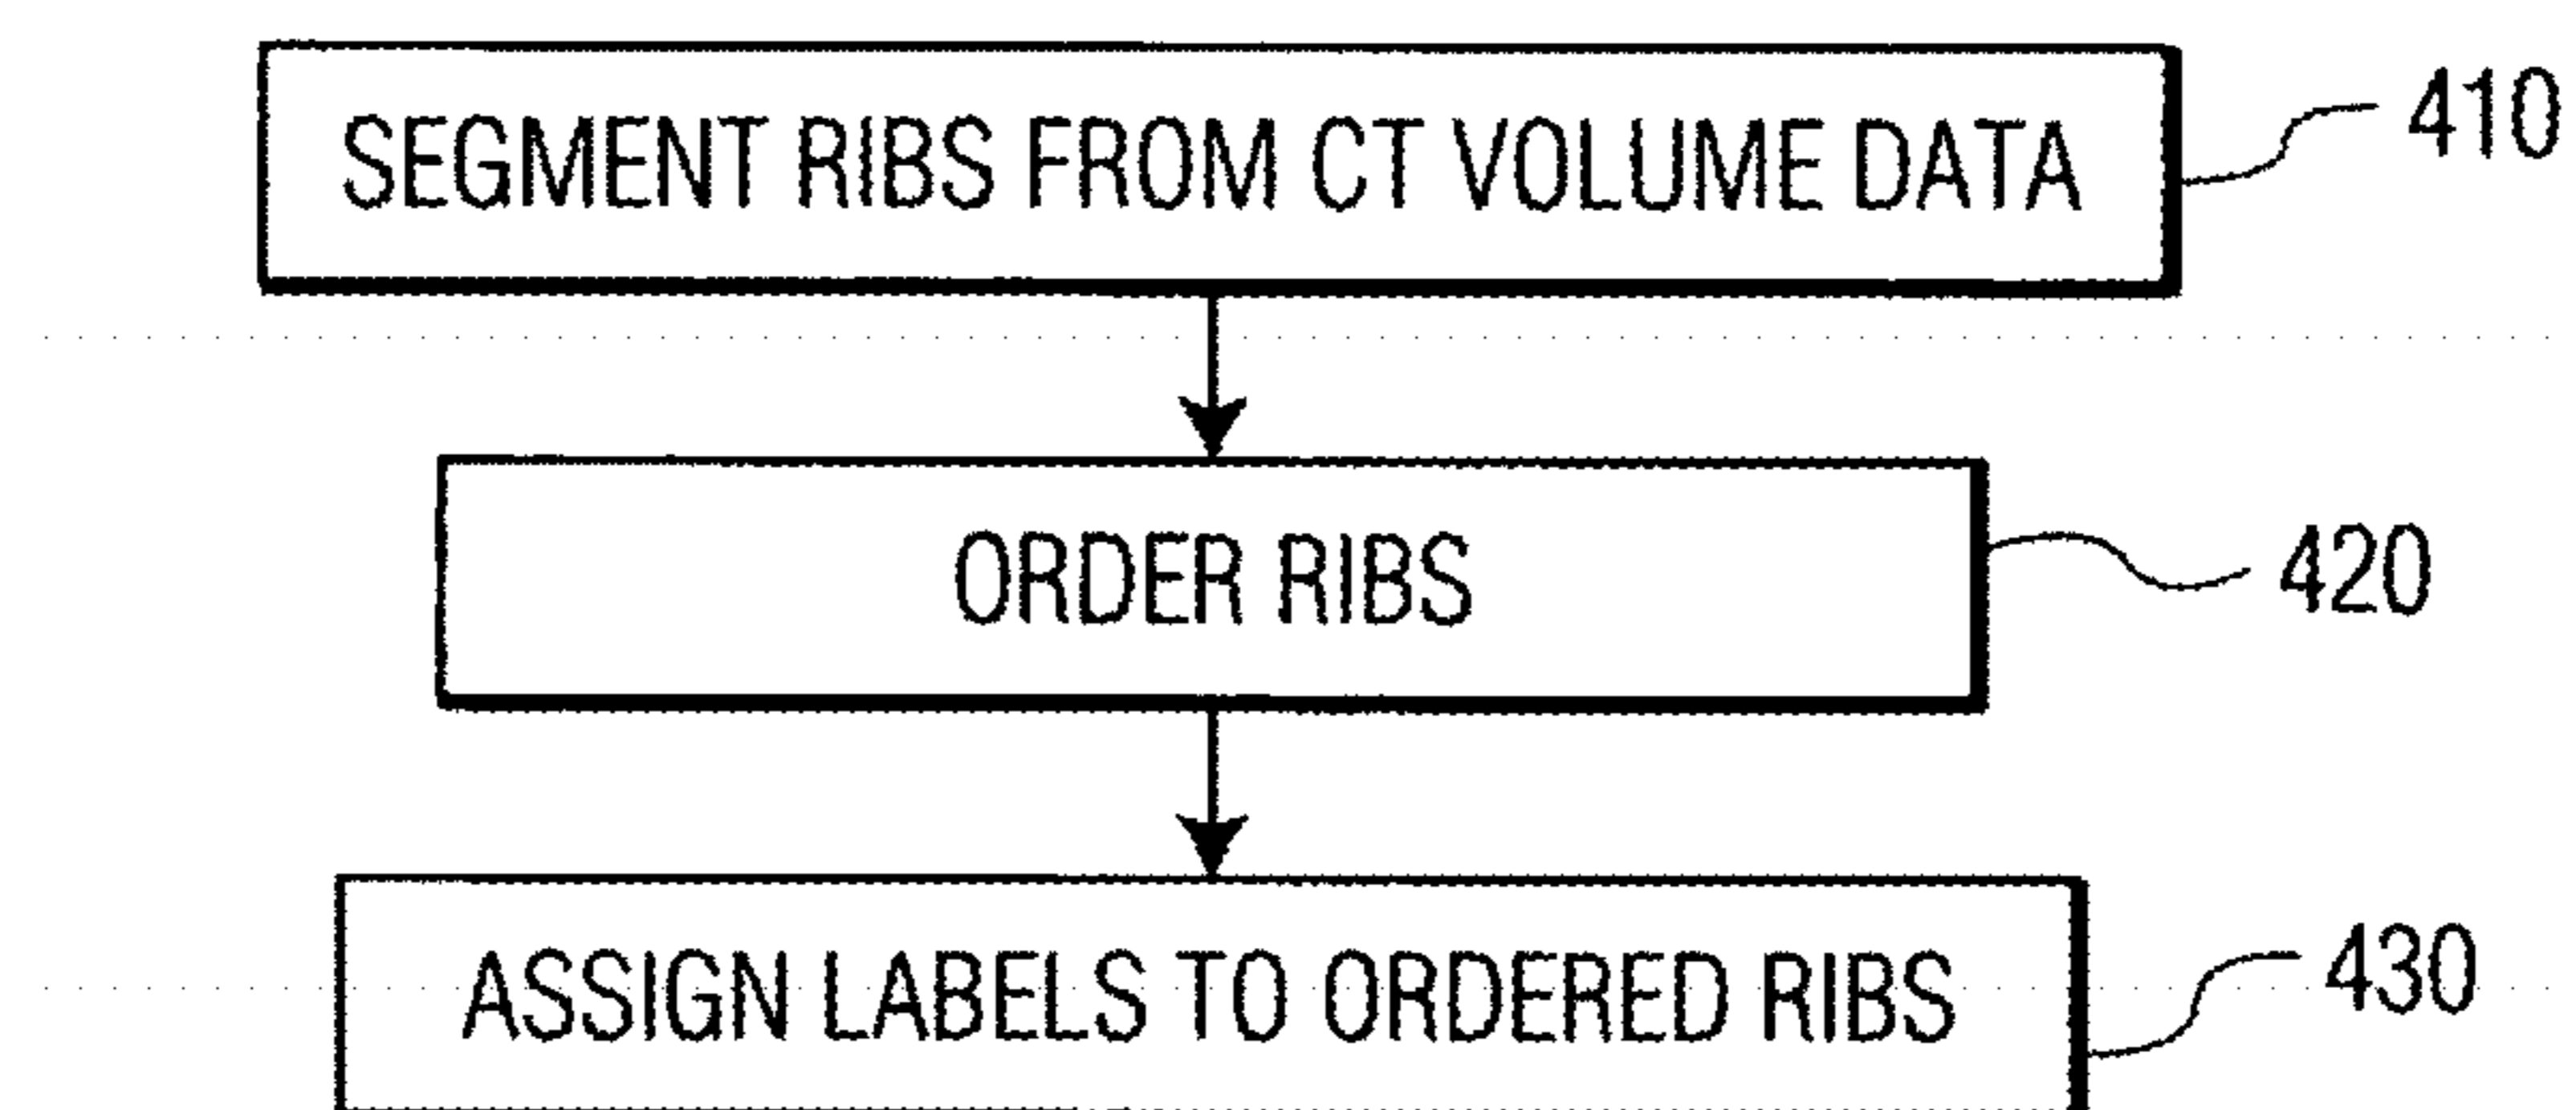 SEGMENT RIBS FROM CT VOLUME DATA
410
ORDER RIBS
420
ASSIGN LABELS TO ORDERED RIBS
430